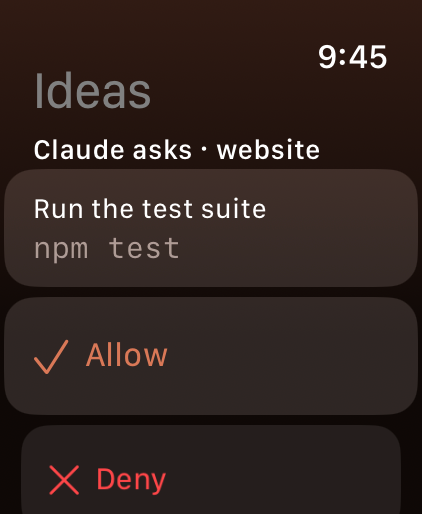 9:45
Ideas
Claude asks · website
Run the test suite
npm test
Allow
Deny